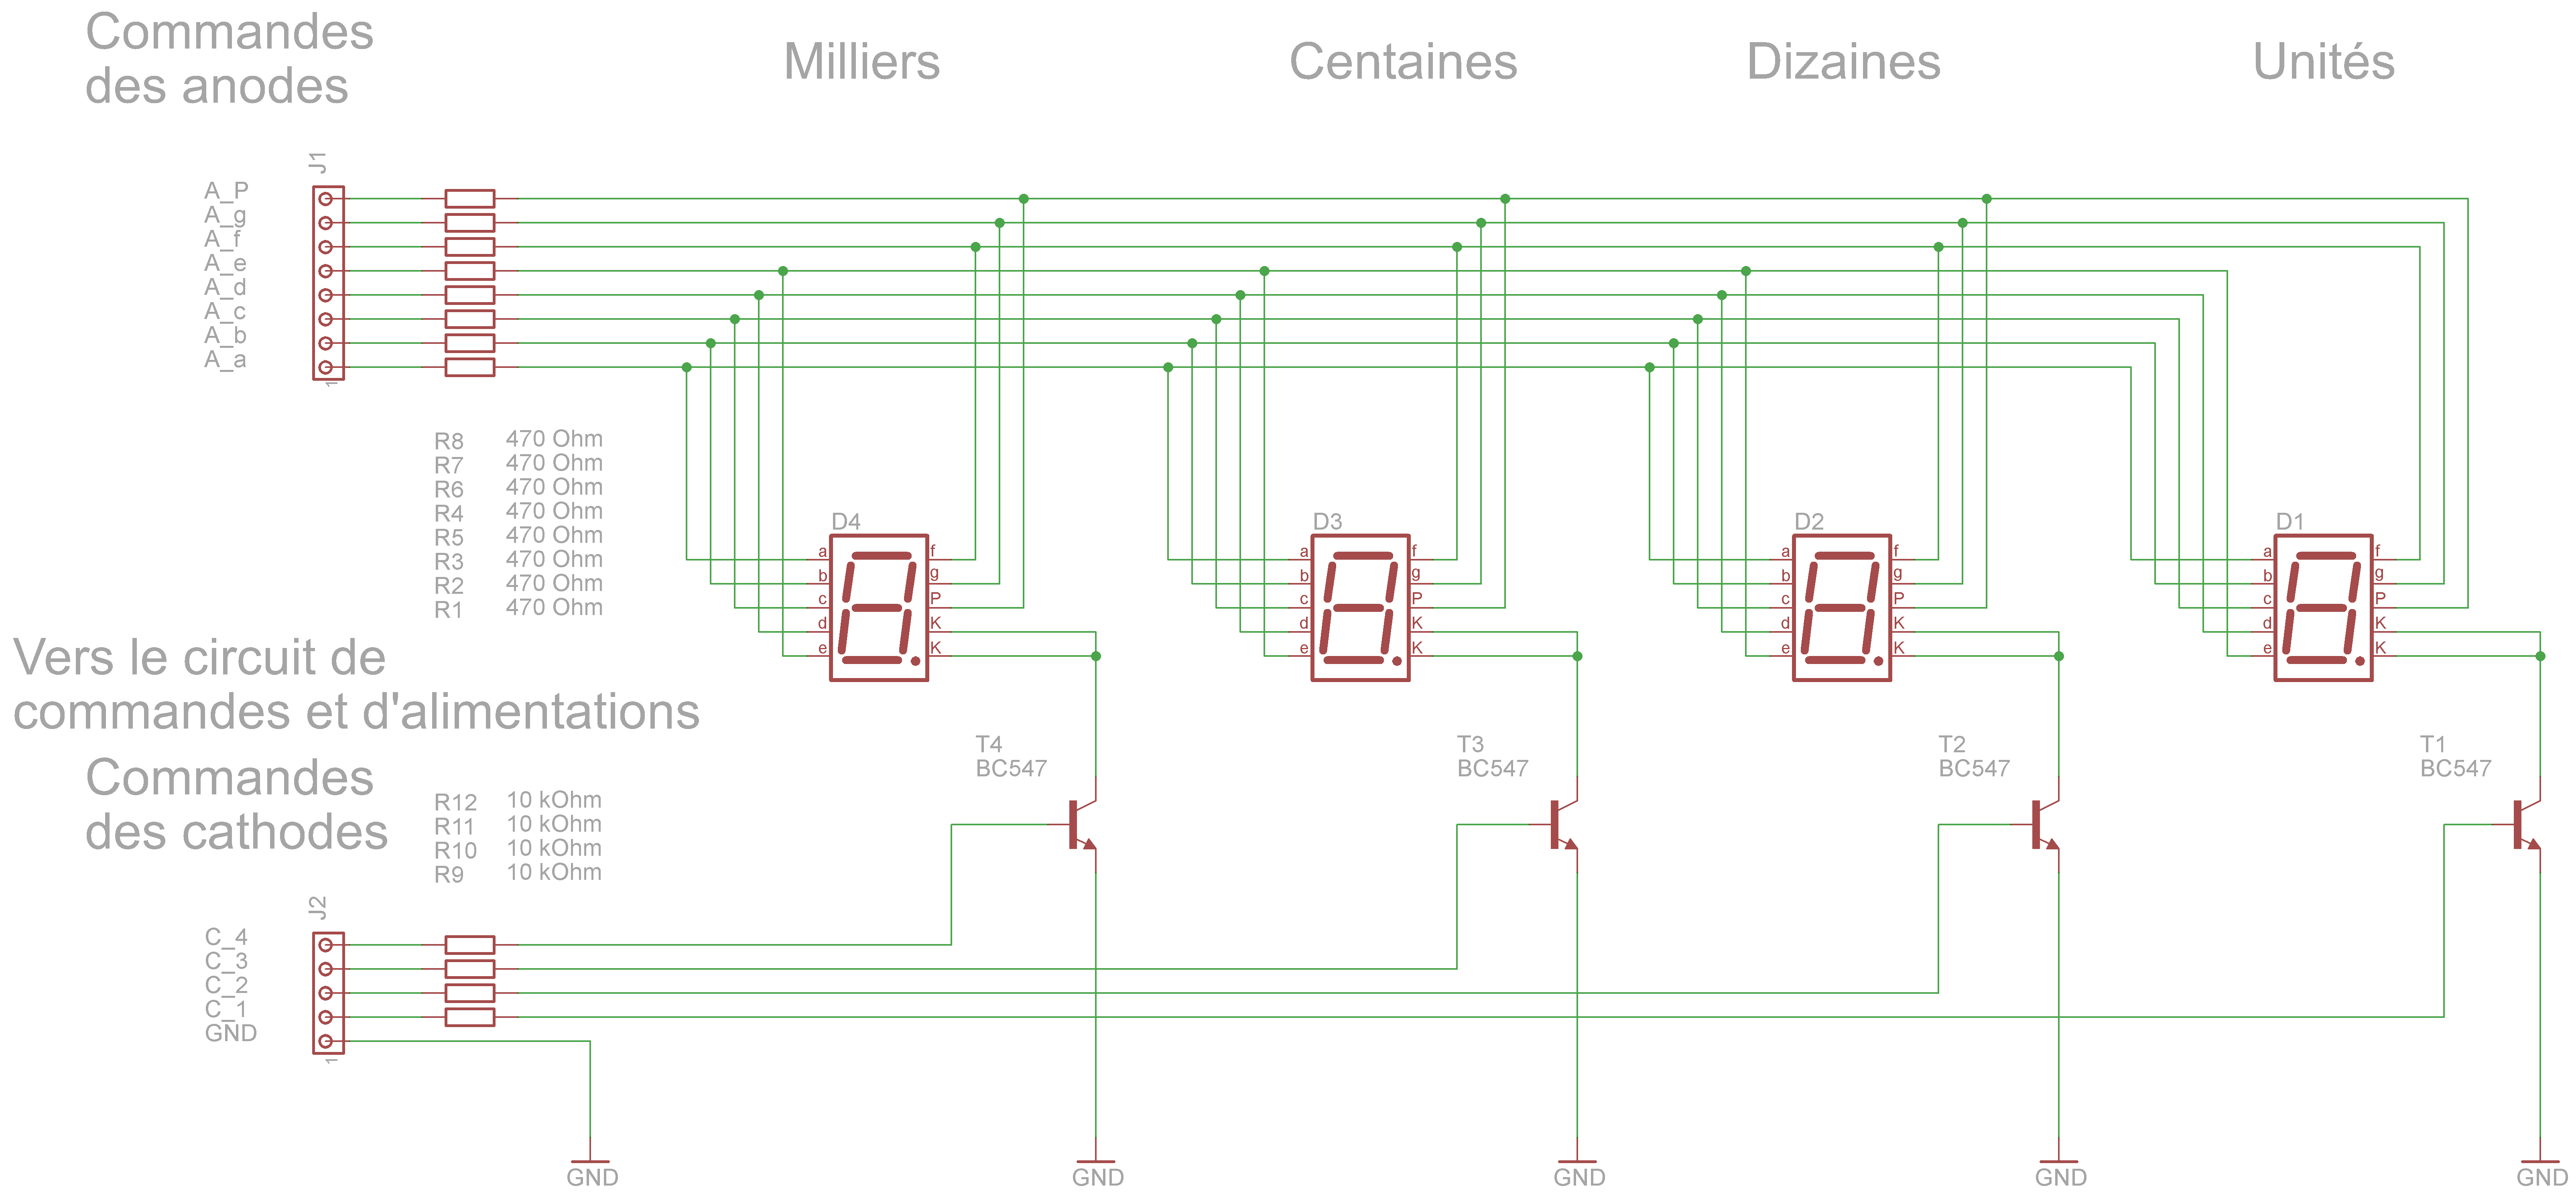 Commandes
des anodes
Milliers
Centaines
Dizaines
Unités
J1
A_P
A_g
A_f
A_e
A_d
A_c
A_b
A_a
1
R8 470 Ohm
R7 470 Ohm
R6 470 Ohm
R4 470 Ohm
R5 470 Ohm
R3 470 Ohm
R2 470 Ohm
R1 470 Ohm
D4
a f
b g
c P
d K
e K
D3
a f
b g
c P
d K
e K
D2
a f
b g
c P
d K
e K
D1
a f
b g
c P
d K
e K
Vers le circuit de
commandes et d'alimentations
Commandes
des cathodes
T4
BC547
T3
BC547
T2
BC547
T1
BC547
R12 10 kOhm
R11 10 kOhm
R10 10 kOhm
R9 10 kOhm
J2
C_4
C_3
C_2
C_1
GND
1
GND
GND
GND
GND
GND